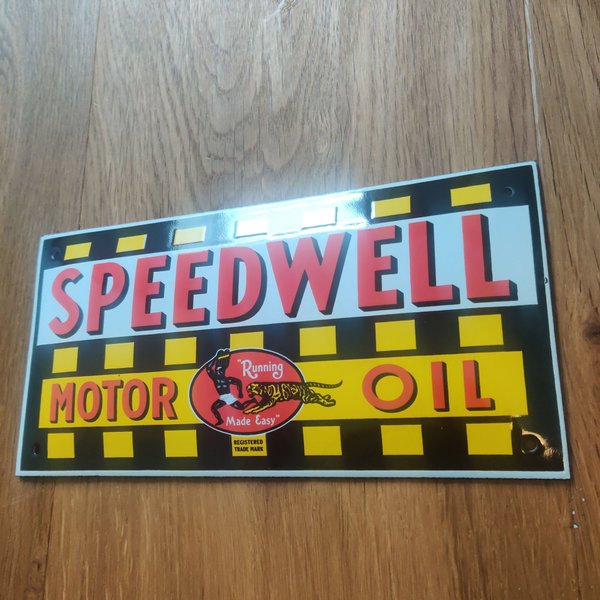 SPEEDWELL
MOTOR OIL
"Running
Made Easy"
REGISTERED
TRADE MARK